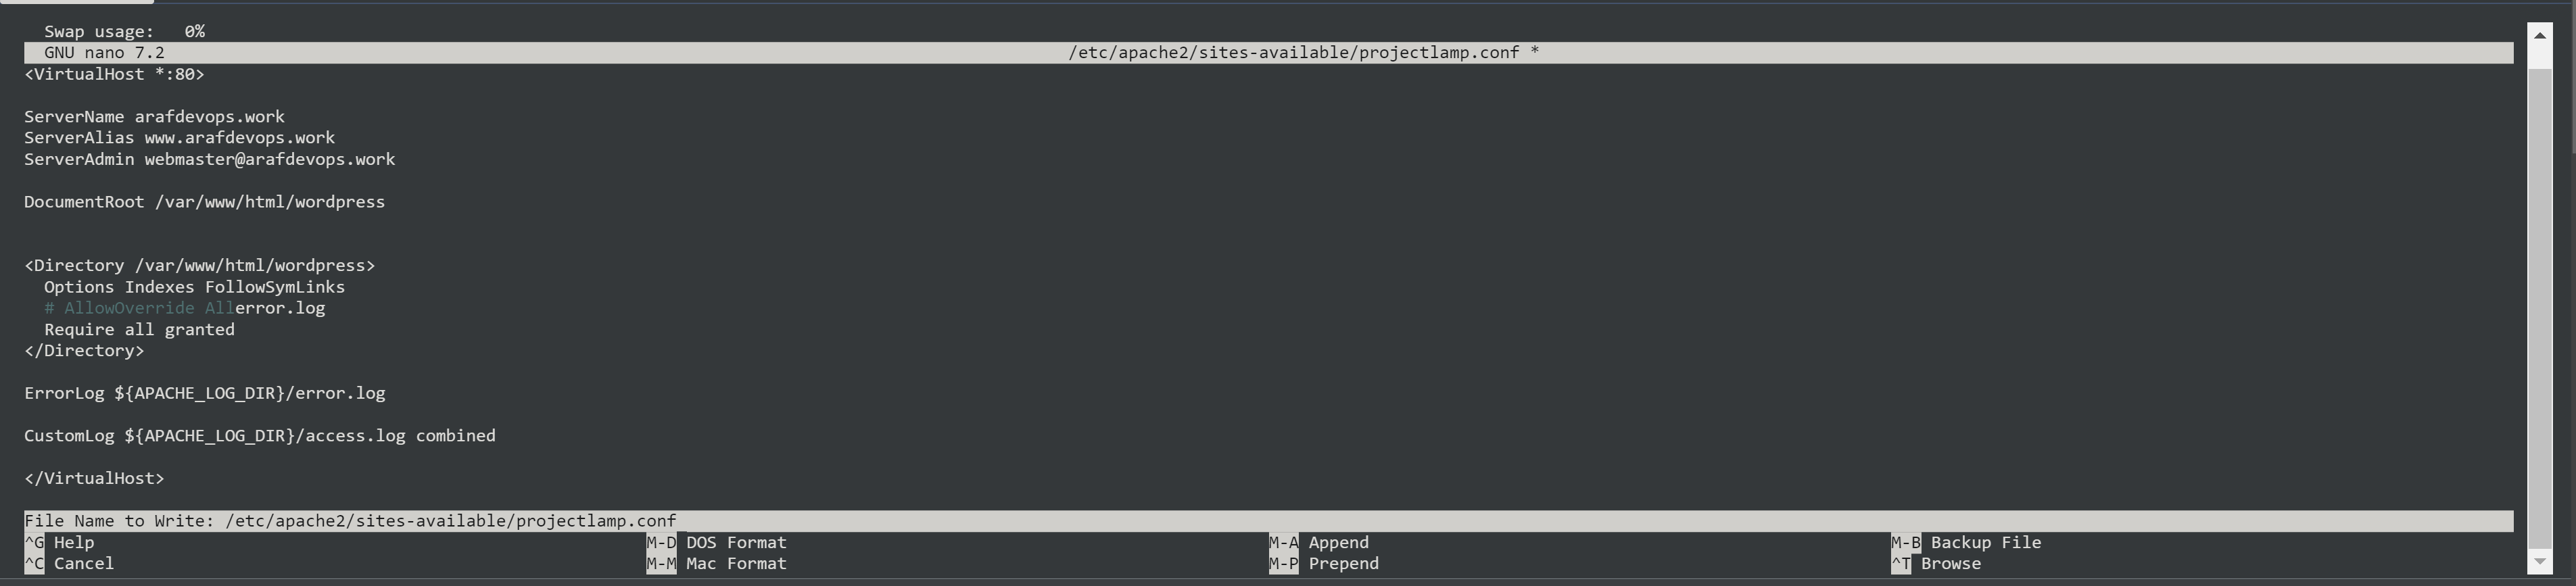 Swap usage:   0%
GNU nano 7.2                    /etc/apache2/sites-available/projectlamp.conf *
<VirtualHost *:80>
ServerName arafdevops.work
ServerAlias www.arafdevops.work
ServerAdmin webmaster@arafdevops.work
DocumentRoot /var/www/html/wordpress
<Directory /var/www/html/wordpress>
  Options Indexes FollowSymLinks
  # AllowOverride Allerror.log
  Require all granted
</Directory>
ErrorLog ${APACHE_LOG_DIR}/error.log
CustomLog ${APACHE_LOG_DIR}/access.log combined
</VirtualHost>
File Name to Write: /etc/apache2/sites-available/projectlamp.conf
^G Help    M-D DOS Format    M-A Append    M-B Backup File
^C Cancel    M-M Mac Format    M-P Prepend    ^T Browse